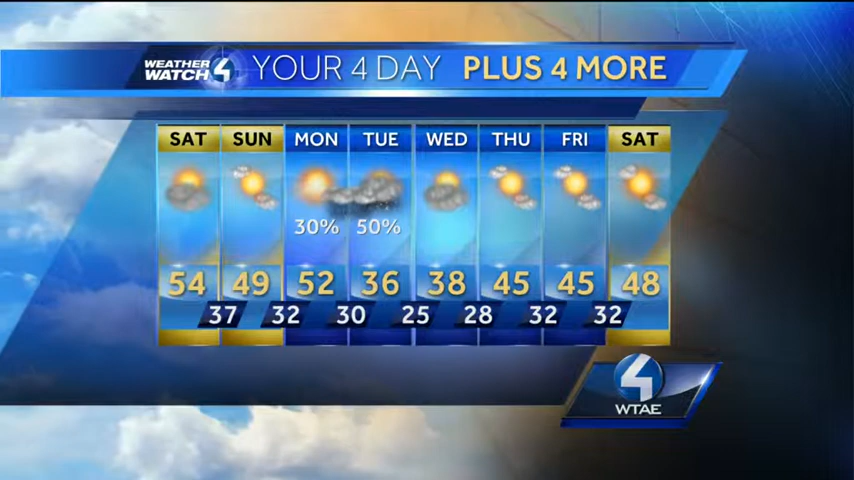 WEATHER
WATCH 4
YOUR 4 DAY PLUS 4 MORE
SAT SUN MON TUE WED THU FRI SAT
30% 50%
54 49 52 36 38 45 45 48
37 32 30 25 28 32 32
4
WTAE